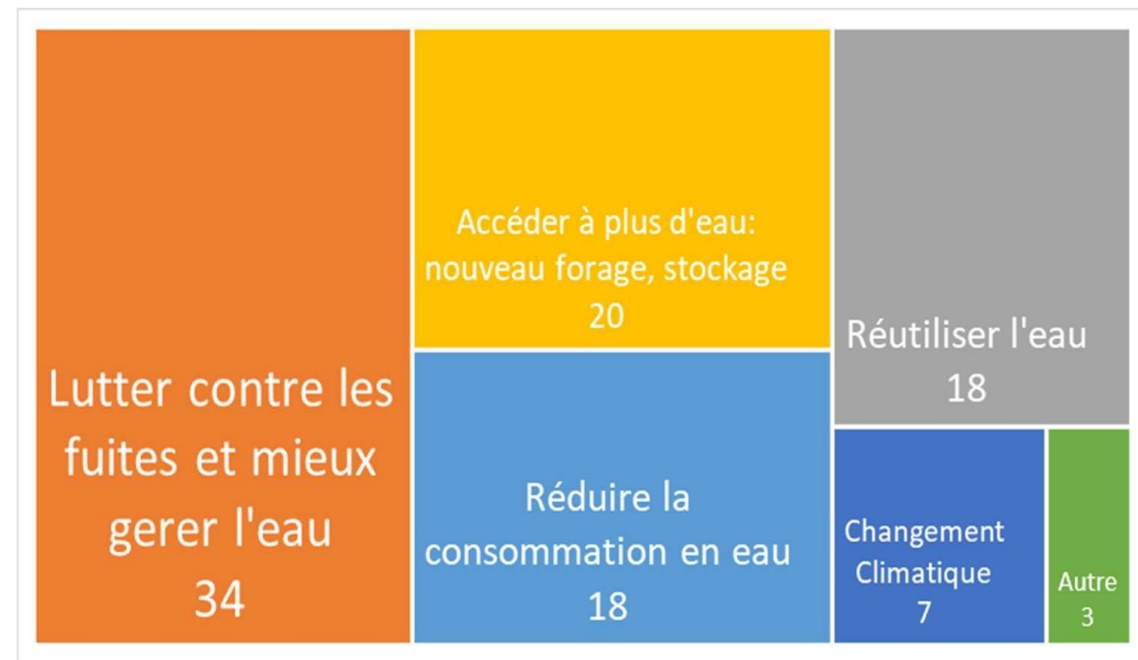 Lutter contre les
fuites et mieux
gerer l'eau
34
Accéder à plus d'eau:
nouveau forage, stockage
20
Réduire la
consommation en eau
18
Réutiliser l'eau
18
Changement
Climatique
7
Autre
3